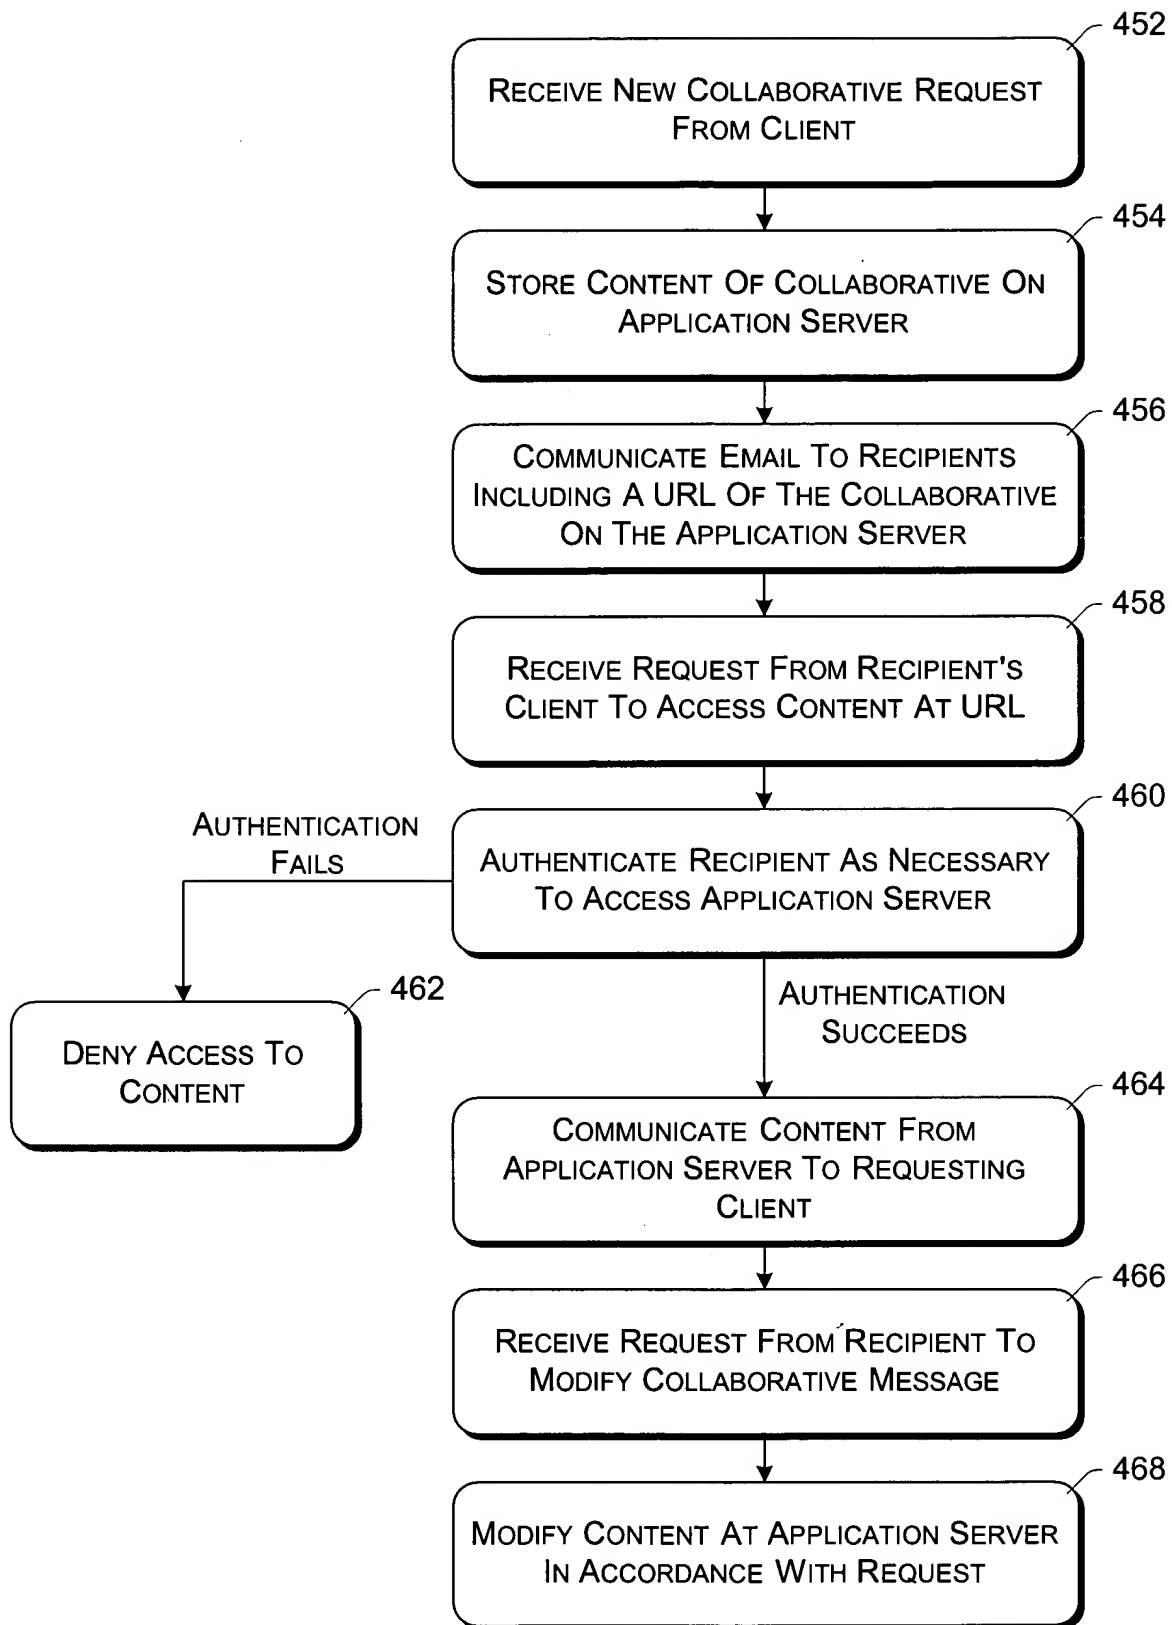 452
RECEIVE NEW COLLABORATIVE REQUEST
FROM CLIENT
454
STORE CONTENT OF COLLABORATIVE ON
APPLICATION SERVER
456
COMMUNICATE EMAIL TO RECIPIENTS
INCLUDING A URL OF THE COLLABORATIVE
ON THE APPLICATION SERVER
458
RECEIVE REQUEST FROM RECIPIENT'S
CLIENT TO ACCESS CONTENT AT URL
460
AUTHENTICATE RECIPIENT AS NECESSARY
TO ACCESS APPLICATION SERVER
AUTHENTICATION
FAILS
462
DENY ACCESS TO
CONTENT
AUTHENTICATION
SUCCEEDS
464
COMMUNICATE CONTENT FROM
APPLICATION SERVER TO REQUESTING
CLIENT
466
RECEIVE REQUEST FROM RECIPIENT TO
MODIFY COLLABORATIVE MESSAGE
468
MODIFY CONTENT AT APPLICATION SERVER
IN ACCORDANCE WITH REQUEST